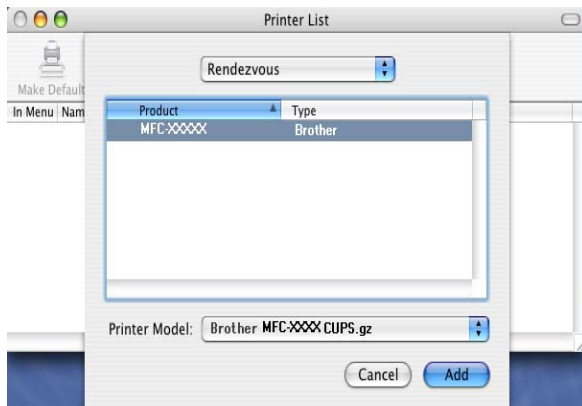 Printer List
Rendezvous
Make Default
In Menu Nam
Product Type
MFC-XXXXX Brother
Printer Model: Brother MFC-XXXX CUPS.gz
Cancel Add